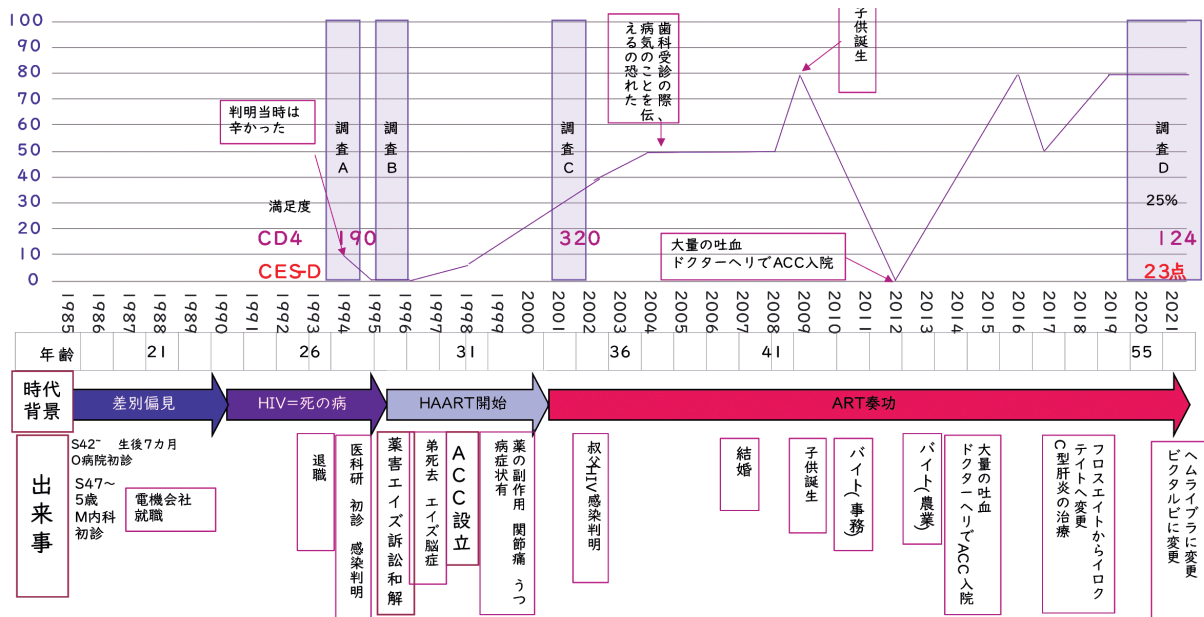 100
90
80
70
60
50
40
30
20
10
0
判明当時は
辛かった
調査A
調査B
歯科受診の際、
病気のことを伝
えるの恐れた
調査C
子供誕生
調査D
満足度
25%
CD4
190
320
124
CES-D
23点
大量の吐血
ドクターヘリでACC入院
1985
1986
1987
1989
1990
1991
1992
1993
1994
1995
1996
1997
1998
1999
2000
2001
2002
2003
2004
2005
2006
2007
2008
2009
2010
2011
2012
2013
2014
2015
2016
2017
2019
2020
2021
年齢
21
26
31
36
41
55
時代
背景
差別偏見
HIV=死の病
HAART開始
ART奏功
出来事
S42~ 生後7カ月
O病院初診
S47~
5歳
M内科
初診
電機会社
就職
退職
医科研 初診 感染判明
薬害エイズ訴訟和解
弟死去 エイズ脳症
ACC設立
薬の副作用 関節痛 うつ
病症状有
叔父HIV感染判明
結婚
子供誕生
バイト(事務)
バイト(農業)
大量の吐血
ドクターヘリでACC入院
フロスエイトからイロク
テイトへ変更
C型肝炎の治療
ヘムライブラに変更
ビクタルビに変更